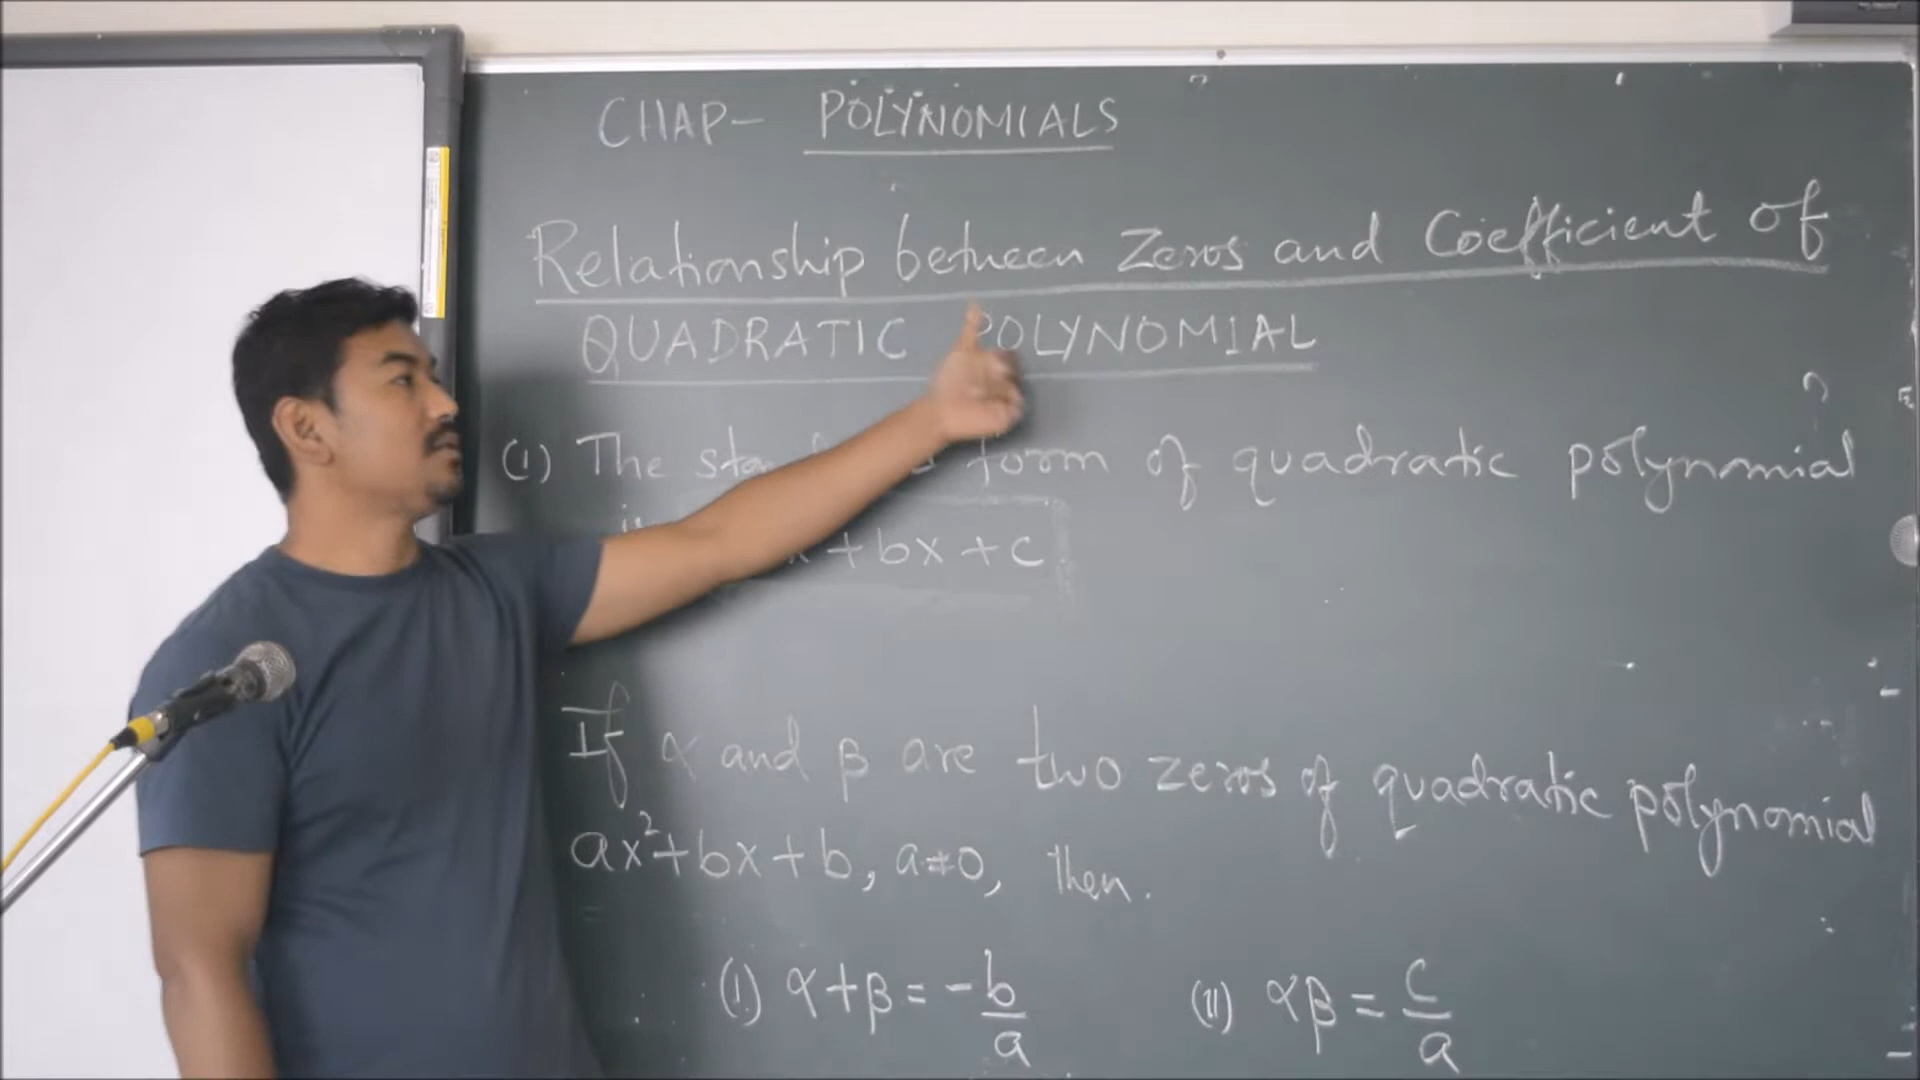 CHAP- POLYNOMIALS
Relationship between Zeros and Coefficient of
QUADRATIC POLYNOMIAL
(1) The form of quadratic polynomial
is
x + bx + c
If α and β are two zeros of quadratic polynomial
ax²+bx+b, a≠0, then.
(I) α+β = -b/a (II) αβ = c/a